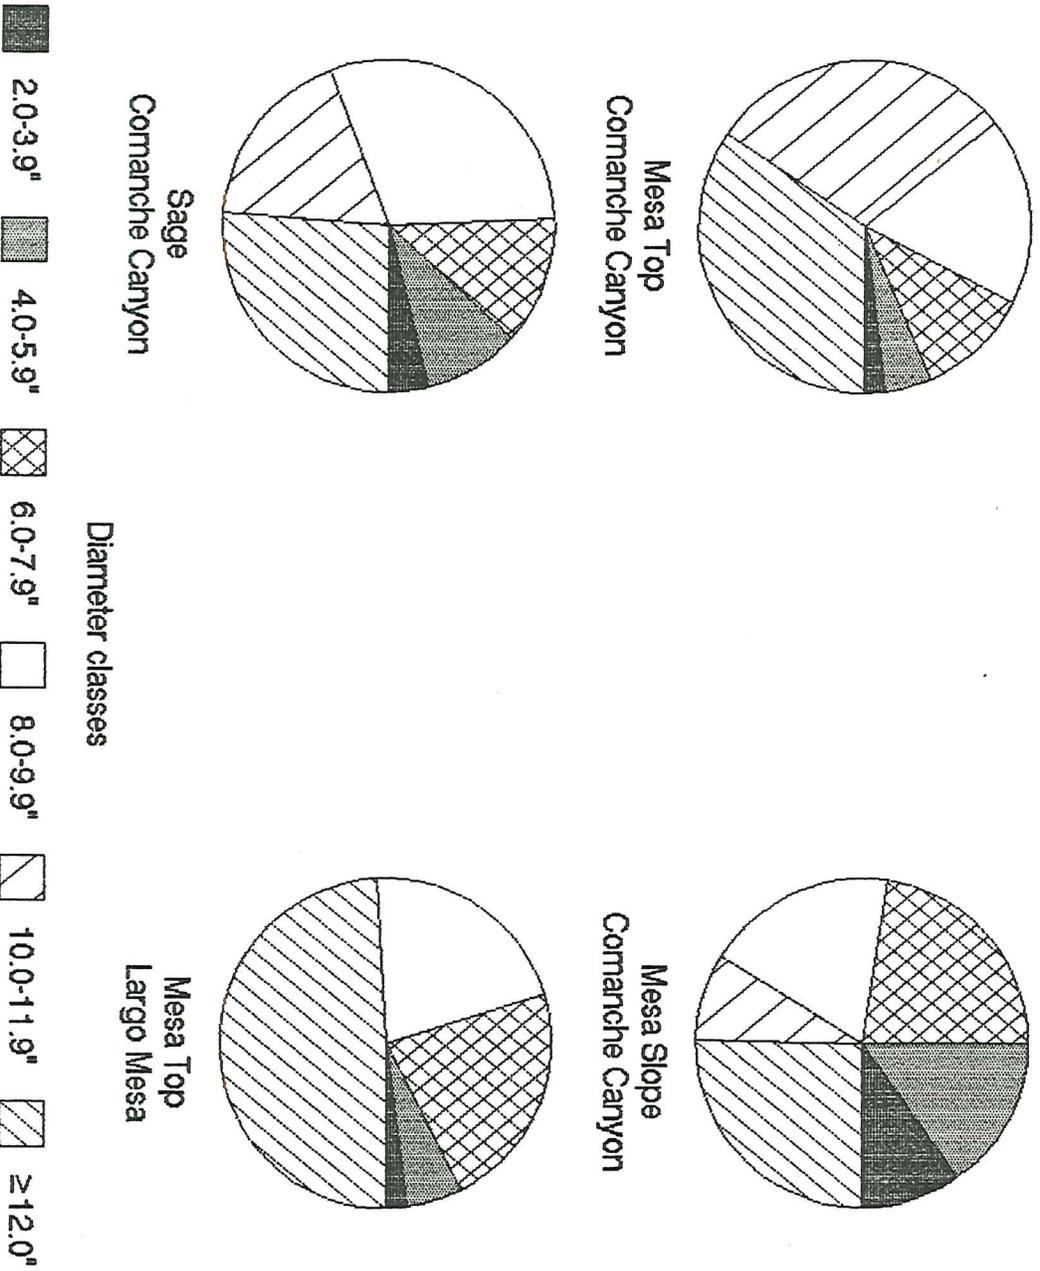 Mesa Top
Comanche Canyon
Mesa Slope
Comanche Canyon
Sage
Comanche Canyon
Mesa Top
Largo Mesa
Diameter classes
2.0-3.9"
4.0-5.9"
6.0-7.9"
8.0-9.9"
10.0-11.9"
≥12.0"